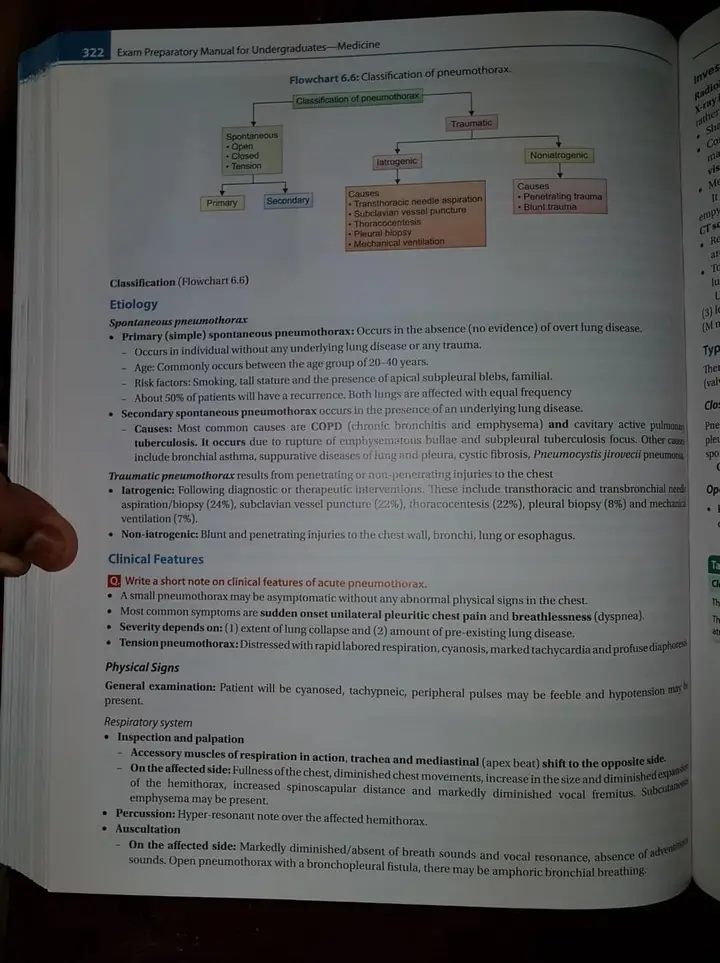 322 Exam Preparatory Manual for Undergraduates—Medicine
Flowchart 6.6: Classification of pneumothorax.
Classification of pneumothorax
Spontaneous
• Open
• Closed
• Tension
Primary
Secondary
Traumatic
Iatrogenic
Causes
• Transthoracic needle aspiration
• Subclavian vessel puncture
• Thoracocentesis
• Pleural biopsy
• Mechanical ventilation
Noniatrogenic
Causes
• Penetrating trauma
• Blunt trauma
Classification (Flowchart 6.6)
Etiology
Spontaneous pneumothorax
• Primary (simple) spontaneous pneumothorax: Occurs in the absence (no evidence) of overt lung disease.
– Occurs in individual without any underlying lung disease or any trauma.
– Age: Commonly occurs between the age group of 20–40 years.
– Risk factors: Smoking, tall stature and the presence of apical subpleural blebs, familial.
– About 50% of patients will have a recurrence. Both lungs are affected with equal frequency
• Secondary spontaneous pneumothorax occurs in the presence of an underlying lung disease.
– Causes: Most common causes are COPD (chronic bronchitis and emphysema) and cavitary active pulmonary
tuberculosis. It occurs due to rupture of emphysematous bullae and subpleural tuberculosis focus. Other causes
include bronchial asthma, suppurative diseases of lung and pleura, cystic fibrosis, Pneumocystis jirovecii pneumonia.
Traumatic pneumothorax results from penetrating or non-penetrating injuries to the chest
• Iatrogenic: Following diagnostic or therapeutic interventions. These include transthoracic and transbronchial needle
aspiration/biopsy (24%), subclavian vessel puncture (22%), thoracocentesis (22%), pleural biopsy (8%) and mechanical
ventilation (7%).
• Non-iatrogenic: Blunt and penetrating injuries to the chest wall, bronchi, lung or esophagus.
Clinical Features
Q. Write a short note on clinical features of acute pneumothorax.
• A small pneumothorax may be asymptomatic without any abnormal physical signs in the chest.
• Most common symptoms are sudden onset unilateral pleuritic chest pain and breathlessness (dyspnea).
• Severity depends on: (1) extent of lung collapse and (2) amount of pre-existing lung disease.
• Tension pneumothorax: Distressed with rapid labored respiration, cyanosis, marked tachycardia and profuse diaphoresis
Physical Signs
General examination: Patient will be cyanosed, tachypneic, peripheral pulses may be feeble and hypotension may be
present.
Respiratory system
• Inspection and palpation
– Accessory muscles of respiration in action, trachea and mediastinal (apex beat) shift to the opposite side.
– On the affected side: Fullness of the chest, diminished chest movements, increase in the size and diminished expansion
of the hemithorax, increased spinoscapular distance and markedly diminished vocal fremitus. Subcutaneous
emphysema may be present.
• Percussion: Hyper-resonant note over the affected hemithorax.
• Auscultation
– On the affected side: Markedly diminished/absent of breath sounds and vocal resonance, absence of adventitious
sounds. Open pneumothorax with a bronchopleural fistula, there may be amphoric bronchial breathing.